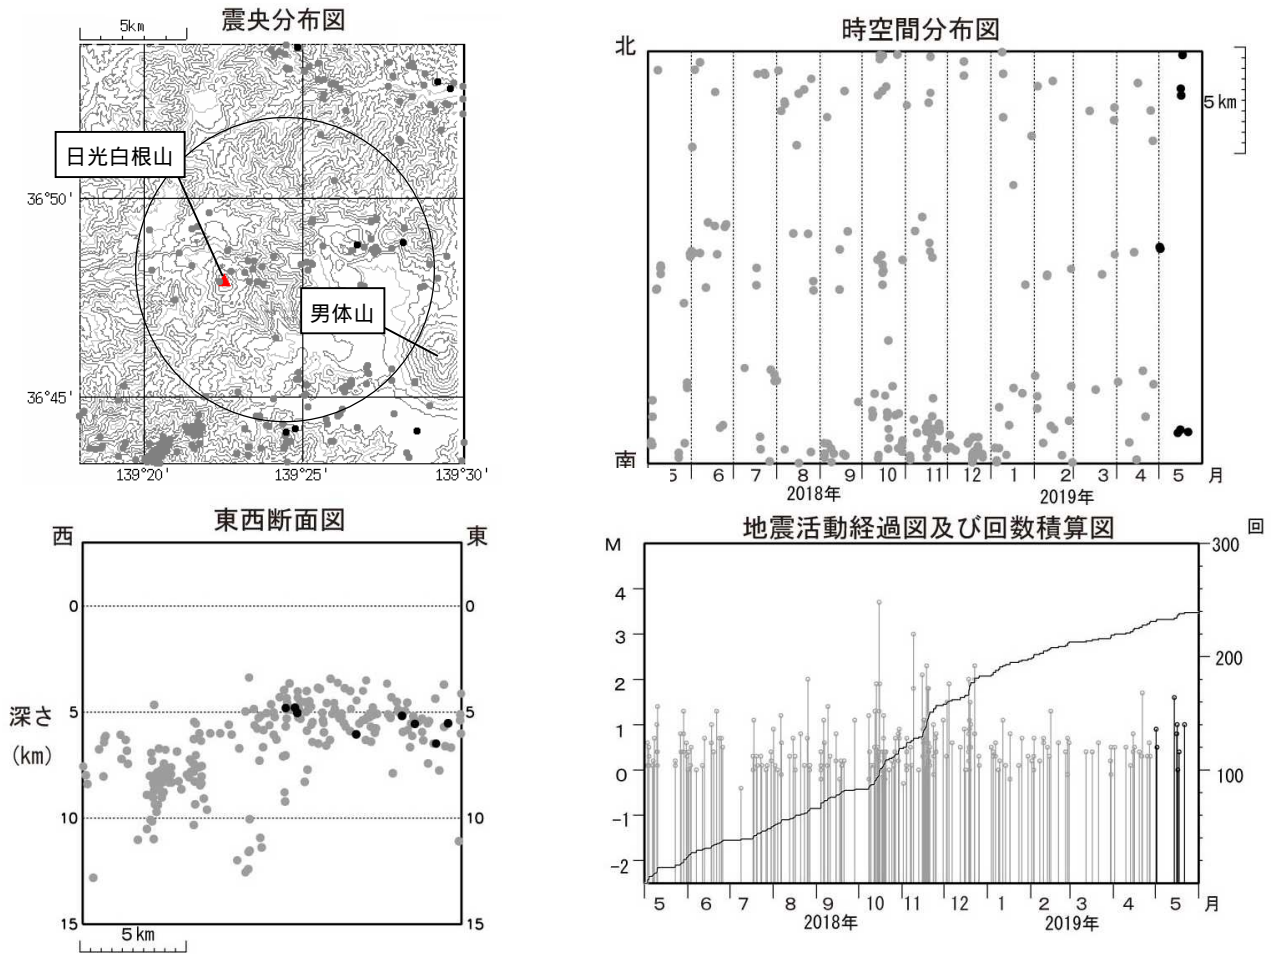 震央分布図
5km
日光白根山
36°50'
男体山
36°45'
139°20'
139°25'
139°30'
時空間分布図
北
5km
南
5 6 7 8 9 10 11 12 1 2 3 4 5 月
2018年 2019年
東西断面図
西 東
0 0
5 5
深さ
(km)
10 10
15 15
5km
地震活動経過図及び回数積算図
M 回
300
4
3
200
2
1
0 100
-1
-2
5 6 7 8 9 10 11 12 1 2 3 4 5 月
2018年 2019年